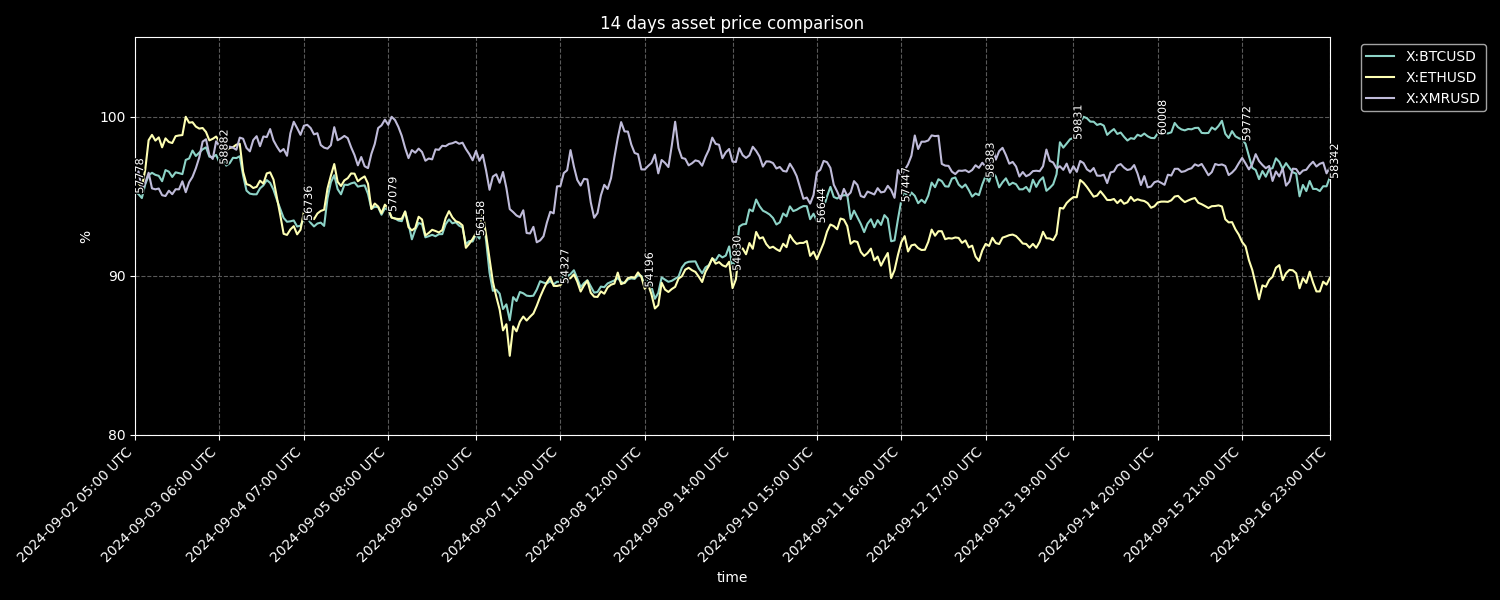 14 days asset price comparison
X:BTCUSD
X:ETHUSD
X:XMRUSD
%
100
90
80
58882
56736
57079
56158
54327
54196
54830
56644
57447
58383
59831
60008
59772
58342
2024-09-02 05:00 UTC
2024-09-03 06:00 UTC
2024-09-04 07:00 UTC
2024-09-05 08:00 UTC
2024-09-06 10:00 UTC
2024-09-07 11:00 UTC
2024-09-08 12:00 UTC
2024-09-09 14:00 UTC
2024-09-10 15:00 UTC
2024-09-11 16:00 UTC
2024-09-12 17:00 UTC
2024-09-13 19:00 UTC
2024-09-14 20:00 UTC
2024-09-15 21:00 UTC
2024-09-16 23:00 UTC
time